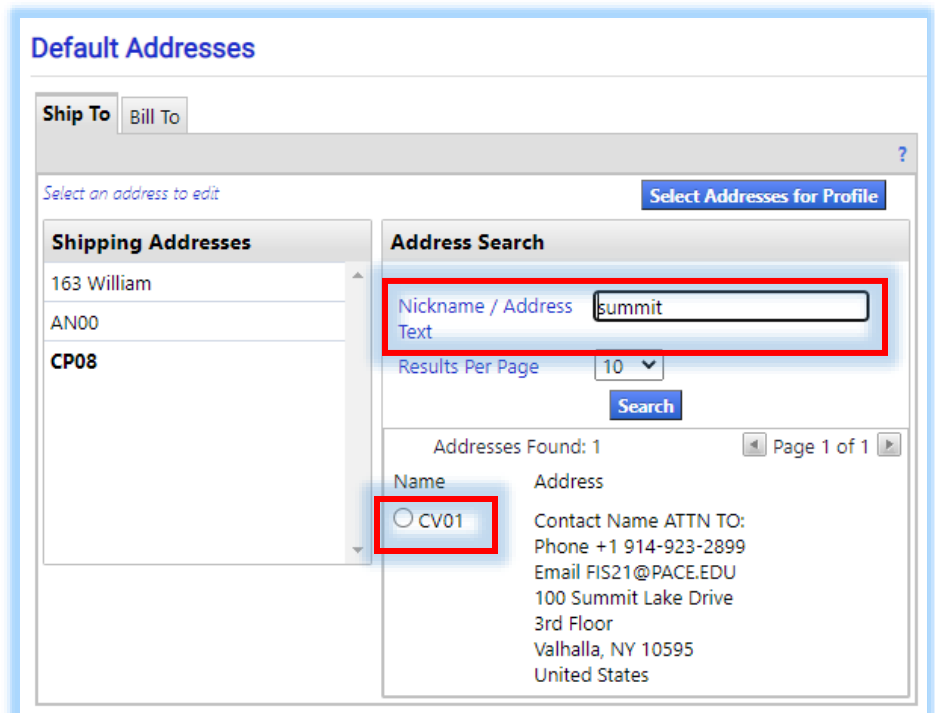 Default Addresses
Ship To
Bill To
?
Select an address to edit
Select Addresses for Profile
Shipping Addresses
163 William
AN00
CP08
Address Search
Nickname / Address
Text
summit
Results Per Page
10
Search
Addresses Found: 1
Page 1 of 1
Name
Address
CV01
Contact Name ATTN TO:
Phone +1 914-923-2899
Email FIS21@PACE.EDU
100 Summit Lake Drive
3rd Floor
Valhalla, NY 10595
United States